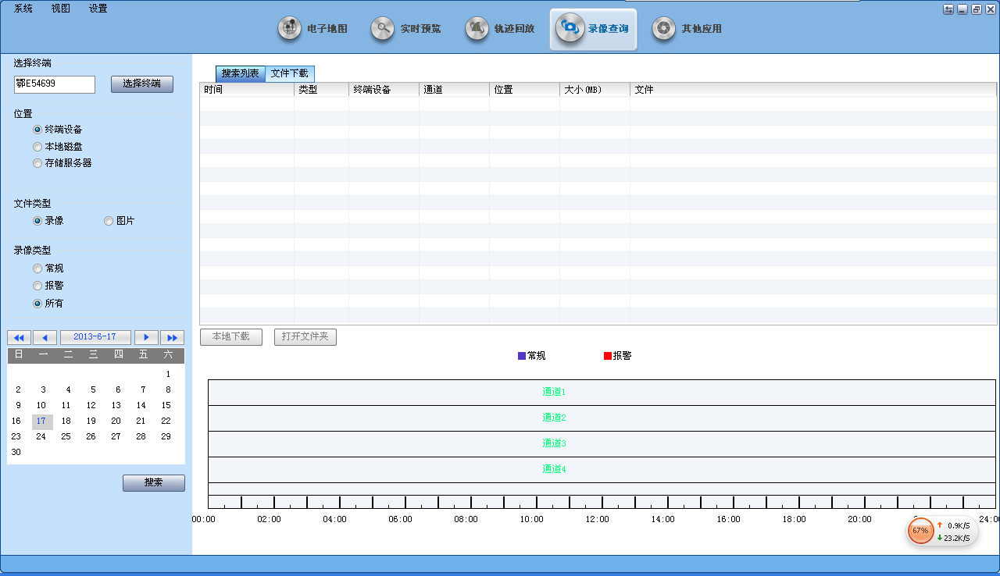 系统 视图 设置
电子地图 实时预览 轨迹回放 录像查询 其他应用
选择终端
鄂E54699 选择终端
位置
终端设备
本地磁盘
存储服务器
文件类型
录像 图片
录像类型
常规
报警
所有
2013-6-17
日 一 二 三 四 五 六
1
2 3 4 5 6 7 8
9 10 11 12 13 14 15
16 17 18 19 20 21 22
23 24 25 26 27 28 29
30
搜索
搜索列表 文件下载
时间 类型 终端设备 通道 位置 大小(MB) 文件
本地下载 打开文件夹
常规 报警
通道1
通道2
通道3
通道4
00:00 02:00 04:00 06:00 08:00 10:00 12:00 14:00 16:00 18:00 20:00 24:0
67% 0.9K/S
23.2K/S